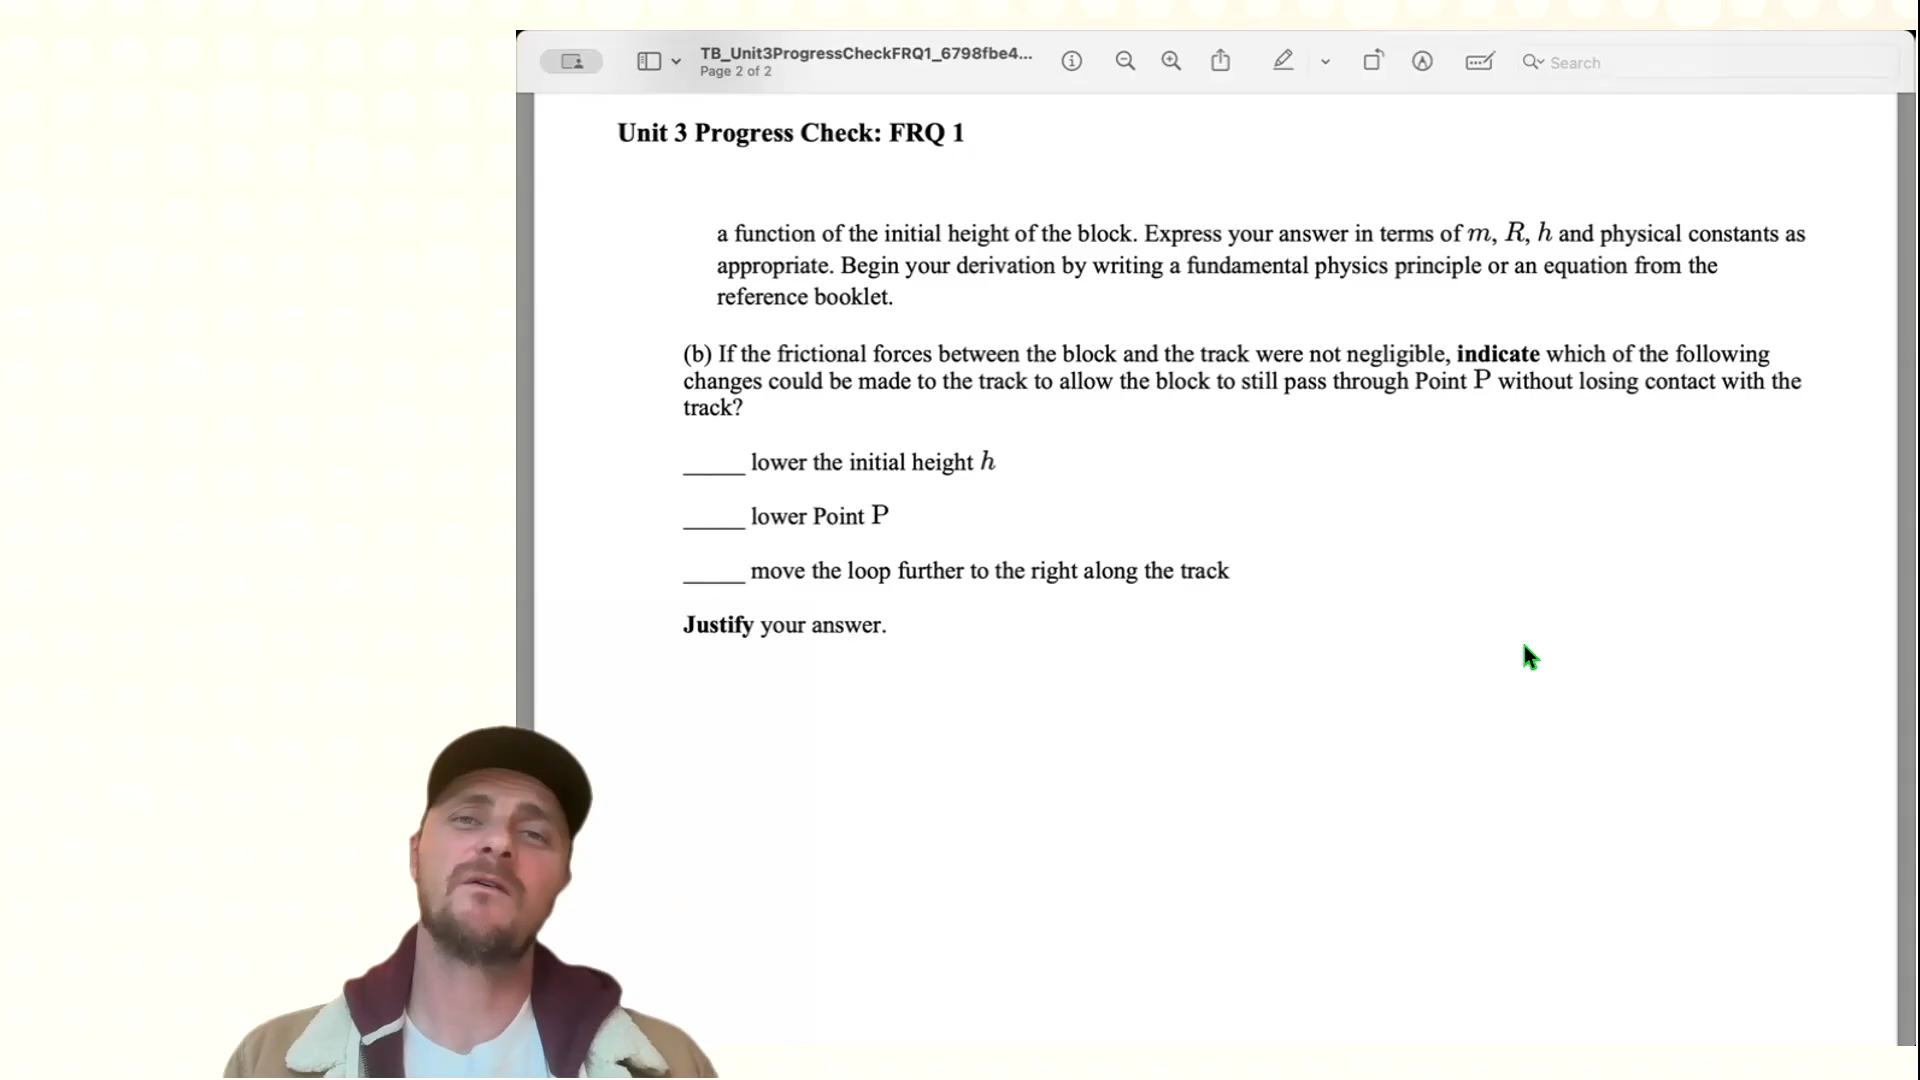 TB_Unit3ProgressCheckFRQ1_6798fbe4...
Page 2 of 2
Search
Unit 3 Progress Check: FRQ 1
a function of the initial height of the block. Express your answer in terms of m, R, h and physical constants as
appropriate. Begin your derivation by writing a fundamental physics principle or an equation from the
reference booklet.
(b) If the frictional forces between the block and the track were not negligible, indicate which of the following
changes could be made to the track to allow the block to still pass through Point P without losing contact with the
track?
_____ lower the initial height h
_____ lower Point P
_____ move the loop further to the right along the track
Justify your answer.